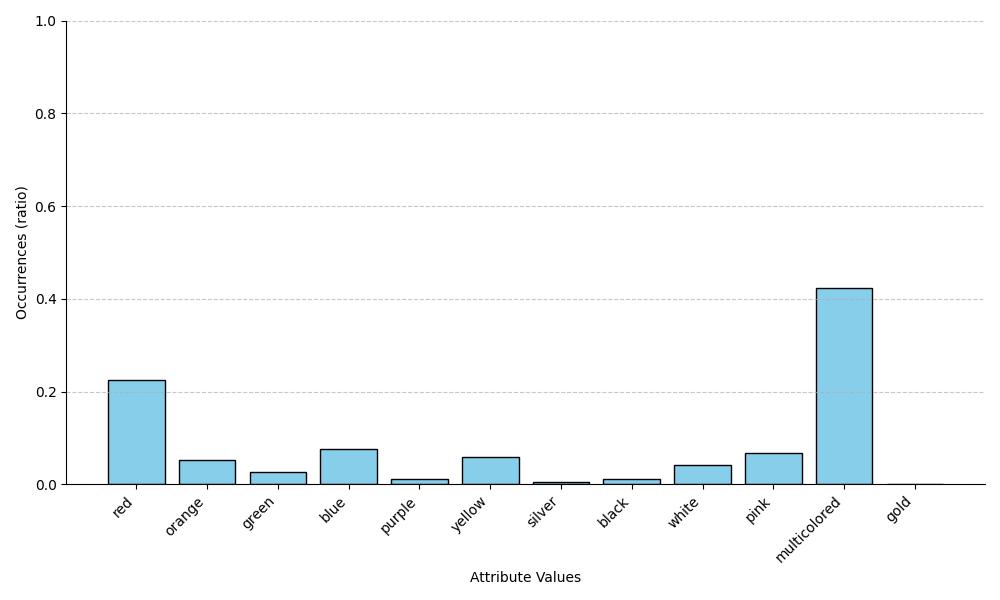 1.0
0.8
0.6
0.4
0.2
0.0
Occurrences (ratio)
red
orange
green
blue
purple
yellow
silver
black
white
pink
multicolored
gold
Attribute Values